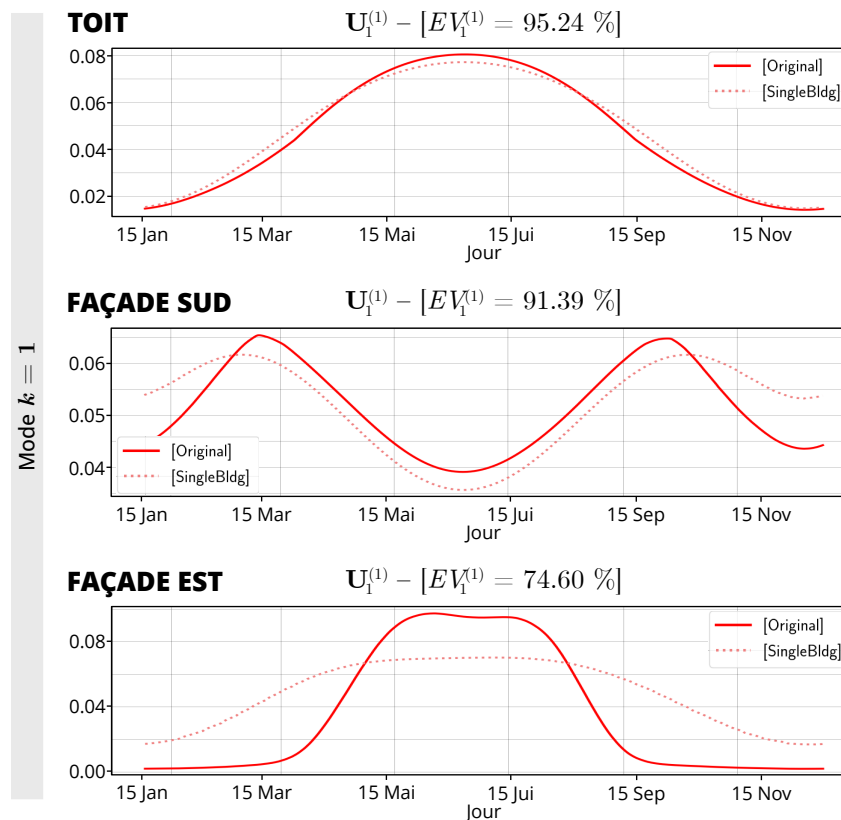 TOIT
U₁⁽¹⁾ – [EV₁⁽¹⁾ = 95.24 %]
0.08
0.06
0.04
0.02
[Original]
[SingleBldg]
15 Jan 15 Mar 15 Mai 15 Jui 15 Sep 15 Nov
Jour
FAÇADE SUD
U₁⁽¹⁾ – [EV₁⁽¹⁾ = 91.39 %]
0.06
0.05
0.04
[Original]
[SingleBldg]
15 Jan 15 Mar 15 Mai 15 Jui 15 Sep 15 Nov
Jour
FAÇADE EST
U₁⁽¹⁾ – [EV₁⁽¹⁾ = 74.60 %]
0.08
0.04
0.00
[Original]
[SingleBldg]
15 Jan 15 Mar 15 Mai 15 Jui 15 Sep 15 Nov
Jour
Mode k = 1